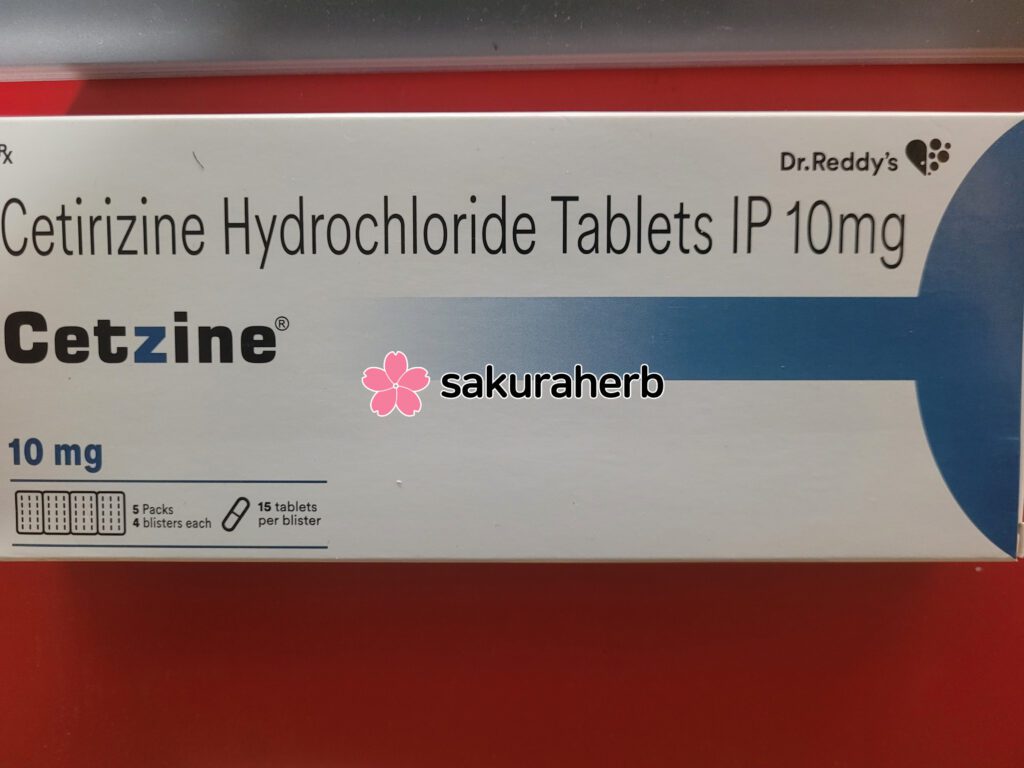 Rx
Dr.Reddy's
Cetirizine Hydrochloride Tablets IP 10mg
Cetzine®
sakuraherb
10 mg
5 Packs
4 blisters each
15 tablets
per blister